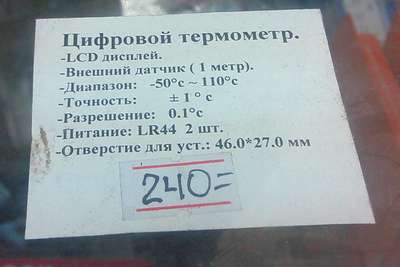 Цифровой термометр.
-LCD дисплей.
-Внешний датчик ( 1 метр).
-Диапазон: -50°с ~ 110°с
-Точность: ± 1 ° с
-Разрешение: 0.1°с
-Питание: LR44 2 шт.
-Отверстие для уст.: 46.0*27.0 мм
240=